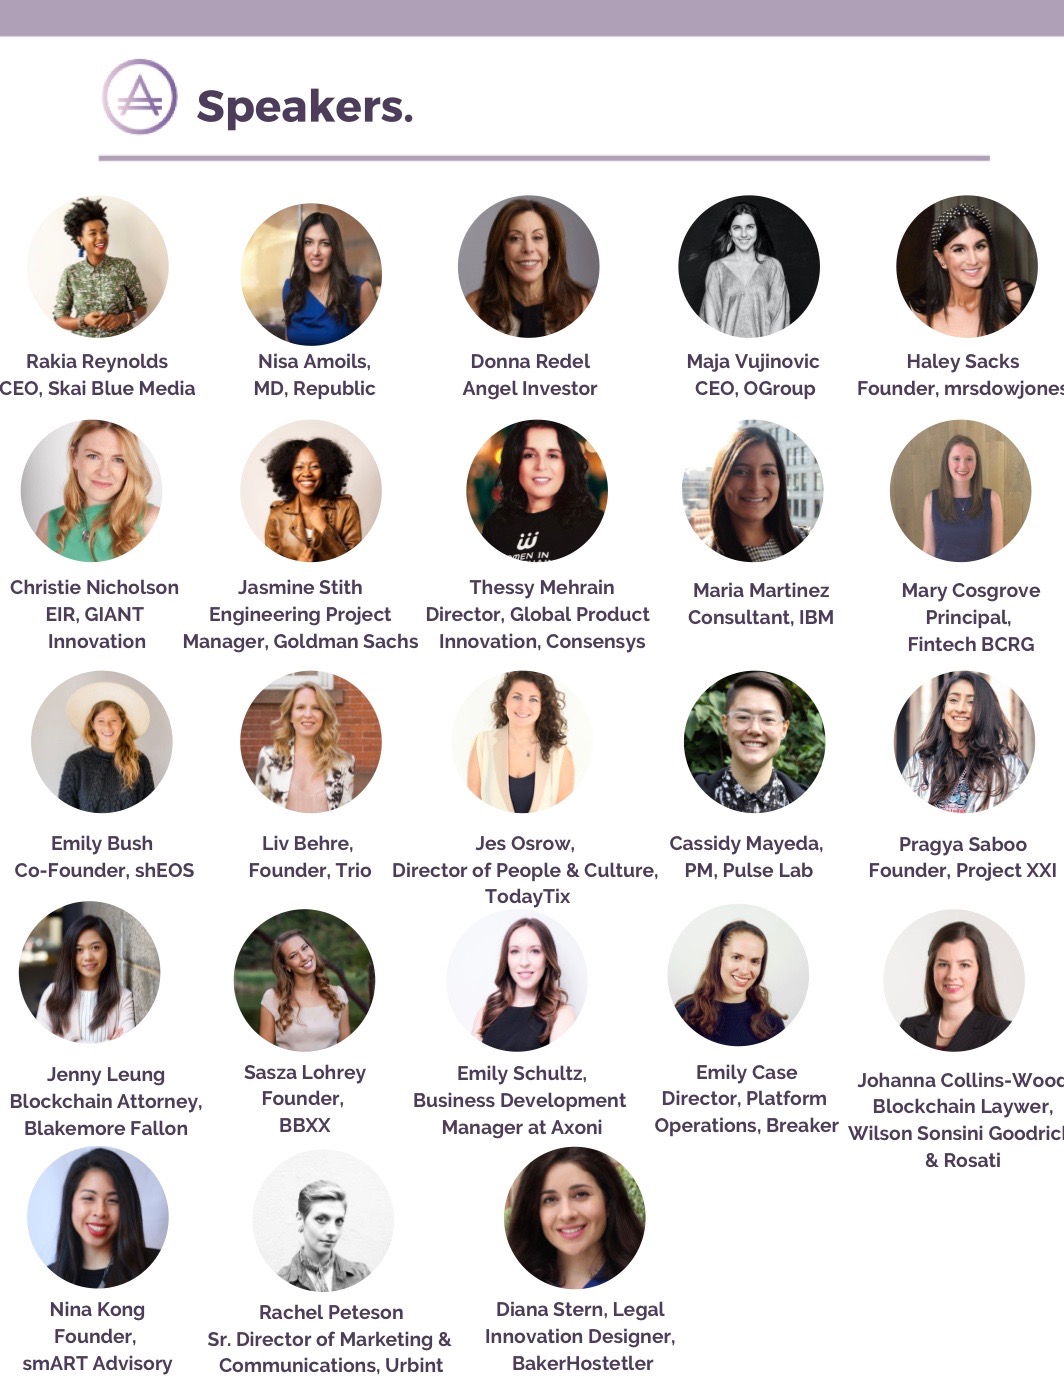 Speakers.
Rakia Reynolds
CEO, Skai Blue Media
Nisa Amoils,
MD, Republic
Donna Redel
Angel Investor
Maja Vujinovic
CEO, OGroup
Haley Sacks
Founder, mrsdowjones
Christie Nicholson
EIR, GIANT
Innovation
Jasmine Stith
Engineering Project
Manager, Goldman Sachs
Thessy Mehrain
Director, Global Product
Innovation, Consensys
Maria Martinez
Consultant, IBM
Mary Cosgrove
Principal,
Fintech BCRG
Emily Bush
Co-Founder, shEOS
Liv Behre,
Founder, Trio
Jes Osrow,
Director of People & Culture,
TodayTix
Cassidy Mayeda,
PM, Pulse Lab
Pragya Saboo
Founder, Project XXI
Jenny Leung
Blockchain Attorney,
Blakemore Fallon
Sasza Lohrey
Founder,
BBXX
Emily Schultz,
Business Development
Manager at Axoni
Emily Case
Director, Platform
Operations, Breaker
Johanna Collins-Wood
Blockchain Laywer,
Wilson Sonsini Goodrich
& Rosati
Nina Kong
Founder,
smART Advisory
Rachel Peteson
Sr. Director of Marketing &
Communications, Urbint
Diana Stern, Legal
Innovation Designer,
BakerHostetler